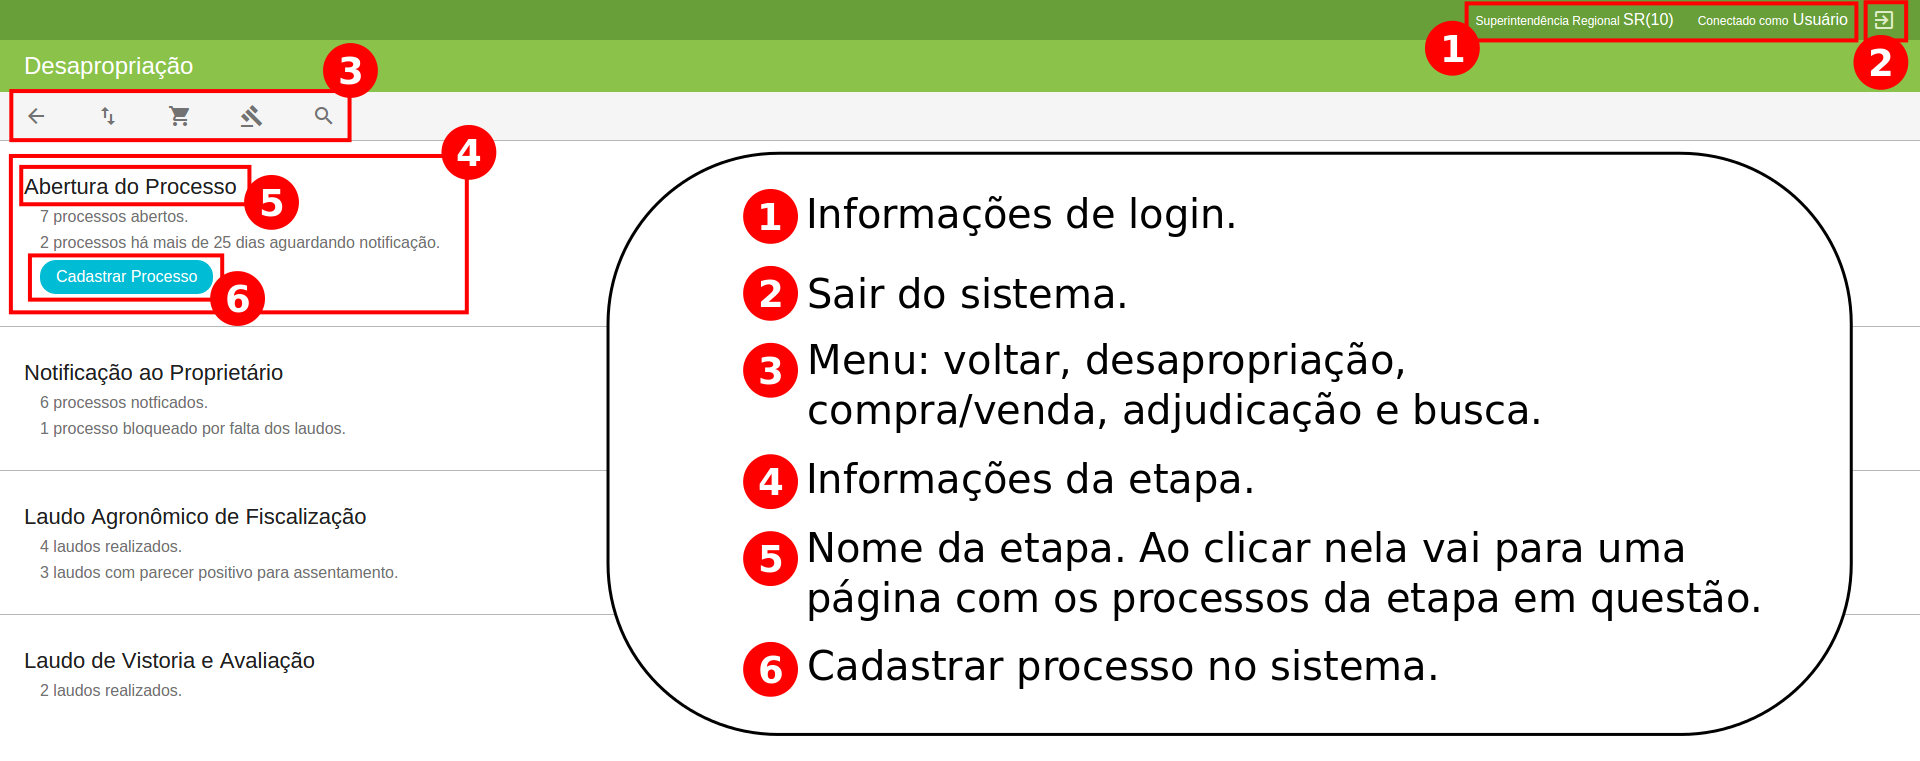 Superintendência Regional SR(10) Conectado como Usuário
1
2
Desapropriação
3
4
Abertura do Processo
5
7 processos abertos.
2 processos há mais de 25 dias aguardando notificação.
Cadastrar Processo
6
Notificação ao Proprietário
6 processos notficados.
1 processo bloqueado por falta dos laudos.
Laudo Agronômico de Fiscalização
4 laudos realizados.
3 laudos com parecer positivo para assentamento.
Laudo de Vistoria e Avaliação
2 laudos realizados.
1 Informações de login.
2 Sair do sistema.
3 Menu: voltar, desapropriação,
compra/venda, adjudicação e busca.
4 Informações da etapa.
5 Nome da etapa. Ao clicar nela vai para uma
página com os processos da etapa em questão.
6 Cadastrar processo no sistema.